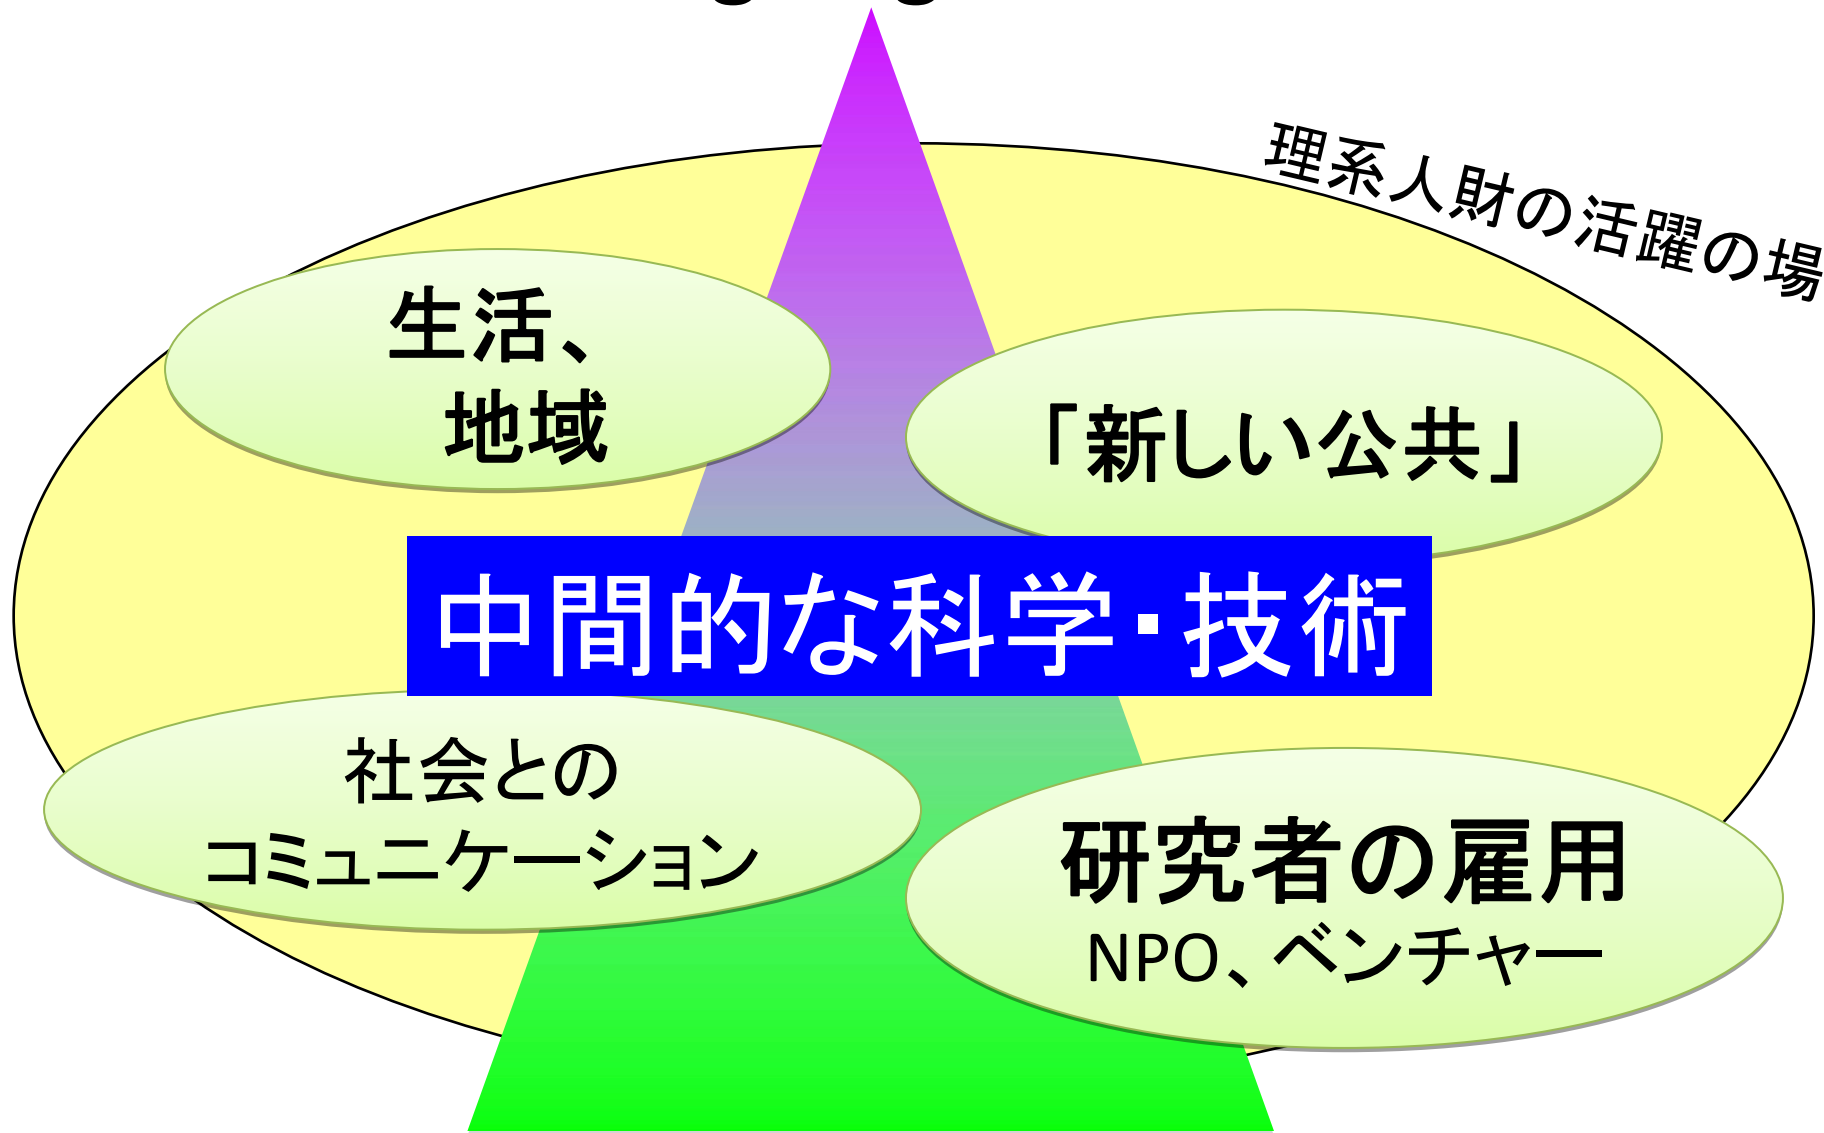 理系人財の活躍の場
生活、
地域
「新しい公共」
中間的な科学・技術
社会との
コミュニケーション
研究者の雇用
NPO、ベンチャー